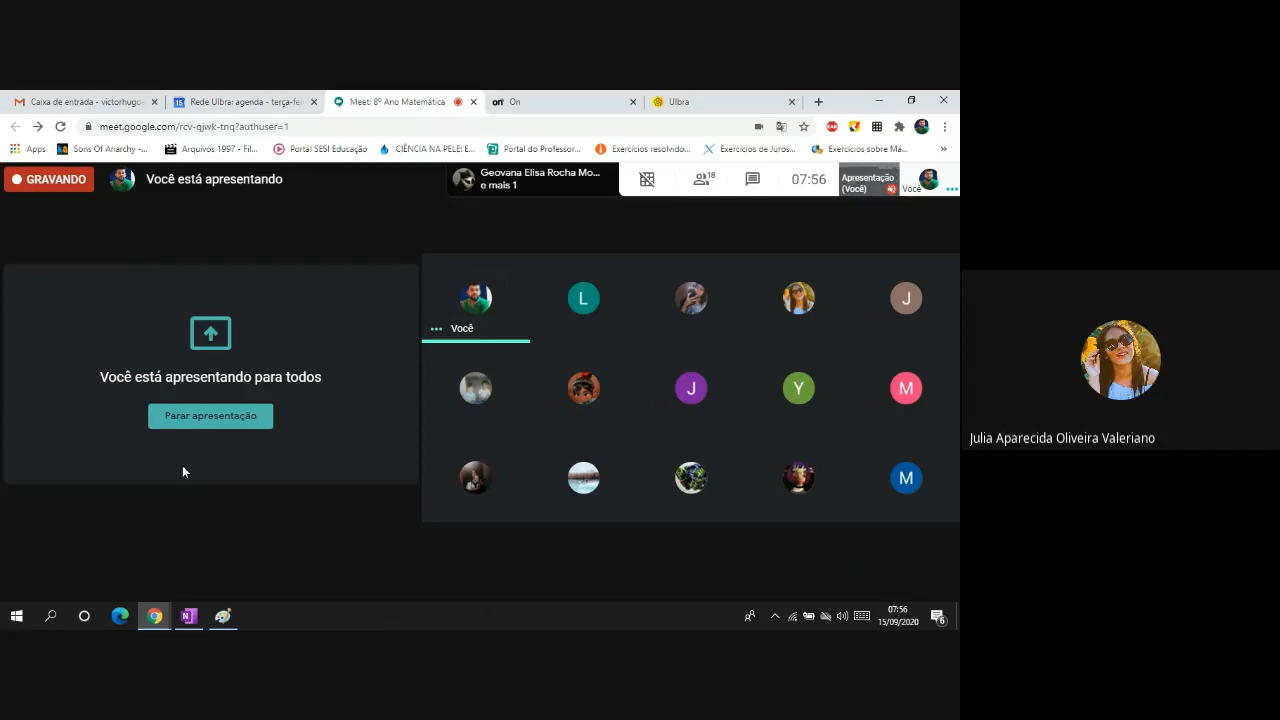 Caixa de entrada - victorhugo
Rede Ulbra: agenda - terça-fei
Meet: 8º Ano Matemática
on
On
Ulbra
meet.google.com/rcv-qjwk-tnq?authuser=1
Apps
Sons Of Anarchy -...
Arquivos 1997 - Fil...
Portal SESI Educação
CIÊNCIA NA PELE: E...
Portal do Professor...
Exercícios resolvido...
Exercícios de Juros...
Exercícios sobre Má...
GRAVANDO
Você está apresentando
Geovana Elisa Rocha Mo...
e mais 1
18
07:56
Apresentação
(Você)
Você
L
J
Você
Você está apresentando para todos
Parar apresentação
J
Y
M
M
Julia Aparecida Oliveira Valeriano
07:56
15/09/2020
6